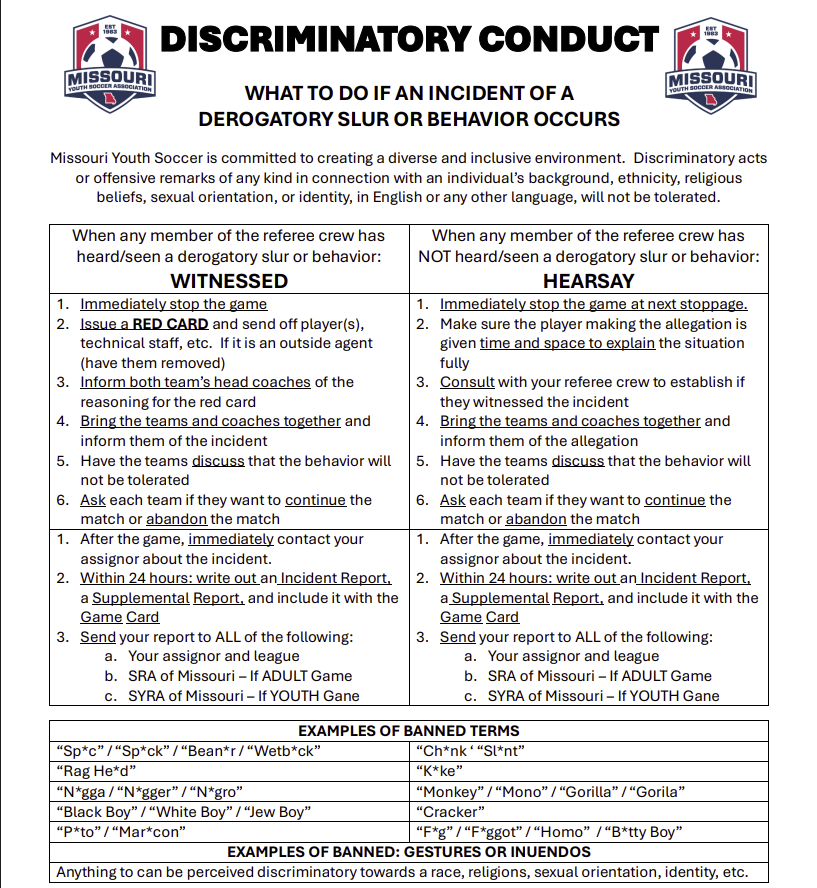 EST
1983
MISSOURI
YOUTH SOCCER ASSOCIATION
DISCRIMINATORY CONDUCT
EST
1983
MISSOURI
YOUTH SOCCER ASSOCIATION
WHAT TO DO IF AN INCIDENT OF A
DEROGATORY SLUR OR BEHAVIOR OCCURS
Missouri Youth Soccer is committed to creating a diverse and inclusive environment.  Discriminatory acts
or offensive remarks of any kind in connection with an individual's background, ethnicity, religious
beliefs, sexual orientation, or identity, in English or any other language, will not be tolerated.
When any member of the referee crew has
heard/seen a derogatory slur or behavior:
WITNESSED
1. Immediately stop the game
2. Issue a RED CARD and send off player(s),
technical staff, etc.  If it is an outside agent
(have them removed)
3. Inform both team's head coaches of the
reasoning for the red card
4. Bring the teams and coaches together and
inform them of the incident
5. Have the teams discuss that the behavior will
not be tolerated
6. Ask each team if they want to continue the
match or abandon the match
1. After the game, immediately contact your
assignor about the incident.
2. Within 24 hours: write out an Incident Report,
a Supplemental Report, and include it with the
Game Card
3. Send your report to ALL of the following:
a. Your assignor and league
b. SRA of Missouri – If ADULT Game
c. SYRA of Missouri – If YOUTH Gane
When any member of the referee crew has
NOT heard/seen a derogatory slur or behavior:
HEARSAY
1. Immediately stop the game at next stoppage.
2. Make sure the player making the allegation is
given time and space to explain the situation
fully
3. Consult with your referee crew to establish if
they witnessed the incident
4. Bring the teams and coaches together and
inform them of the allegation
5. Have the teams discuss that the behavior will
not be tolerated
6. Ask each team if they want to continue the
match or abandon the match
1. After the game, immediately contact your
assignor about the incident.
2. Within 24 hours: write out an Incident Report,
a Supplemental Report, and include it with the
Game Card
3. Send your report to ALL of the following:
a. Your assignor and league
b. SRA of Missouri – If ADULT Game
c. SYRA of Missouri – If YOUTH Gane
EXAMPLES OF BANNED TERMS
"Sp*c" / "Sp*ck" / "Bean*r / "Wetb*ck"
"Ch*nk ' "Sl*nt"
"Rag He*d"
"K*ke"
"N*gga / "N*gger" / "N*gro"
"Monkey" / "Mono" / "Gorilla" / "Gorila"
"Black Boy" / "White Boy" / "Jew Boy"
"Cracker"
"P*to" / "Mar*con"
"F*g" / "F*ggot" / "Homo"  / "B*tty Boy"
EXAMPLES OF BANNED: GESTURES OR INUENDOS
Anything to can be perceived discriminatory towards a race, religions, sexual orientation, identity, etc.